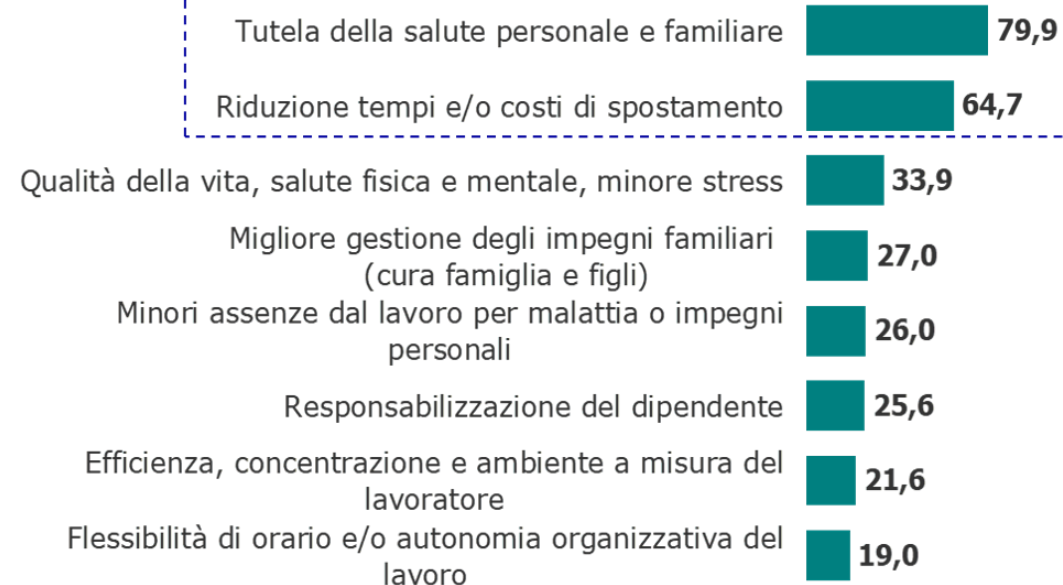 Tutela della salute personale e familiare 79,9
Riduzione tempi e/o costi di spostamento 64,7
Qualità della vita, salute fisica e mentale, minore stress 33,9
Migliore gestione degli impegni familiari
(cura famiglia e figli) 27,0
Minori assenze dal lavoro per malattia o impegni
personali 26,0
Responsabilizzazione del dipendente 25,6
Efficienza, concentrazione e ambiente a misura del
lavoratore 21,6
Flessibilità di orario e/o autonomia organizzativa del
lavoro 19,0